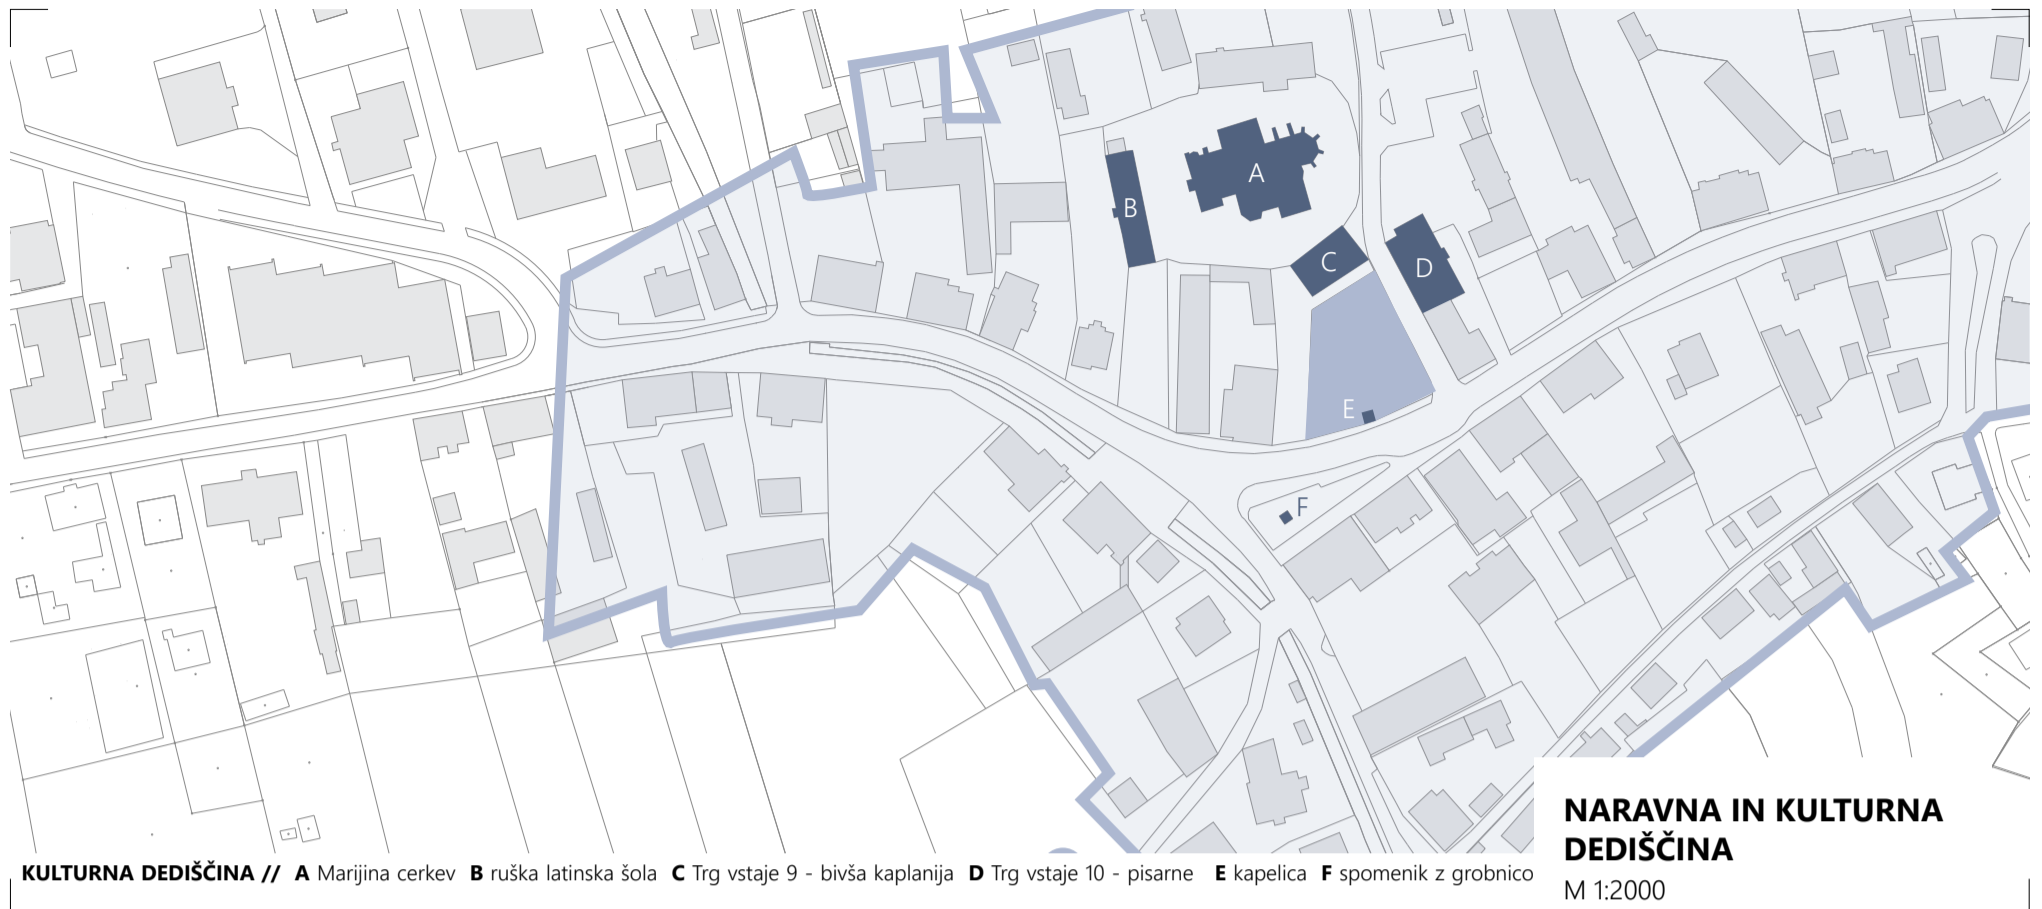 A
B
C
D
E
F
KULTURNA DEDIŠČINA // A Marijina cerkev B ruška latinska šola C Trg vstaje 9 - bivša kaplanija D Trg vstaje 10 - pisarne E kapelica F spomenik z grobnico
NARAVNA IN KULTURNA
DEDIŠČINA
M 1:2000